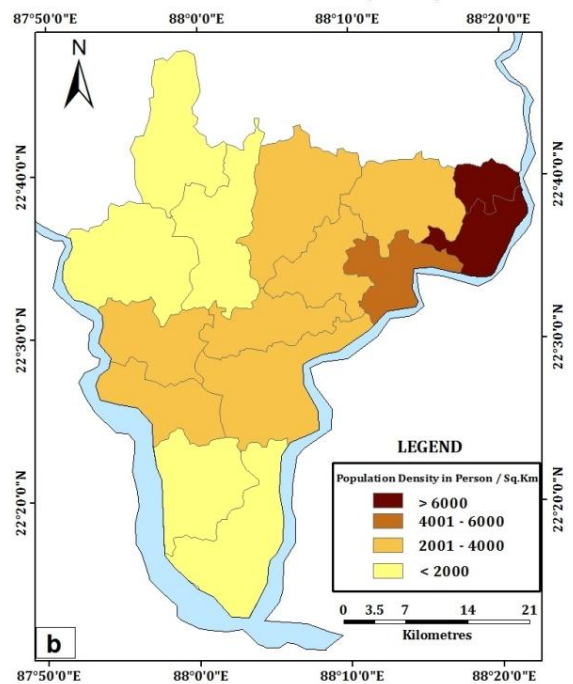 87°50'0"E 88°0'0"E 88°10'0"E 88°20'0"E
N
22°40'0"N 22°40'0"N
22°30'0"N 22°30'0"N
22°20'0"N 22°20'0"N
LEGEND
Population Density in Person / Sq.Km
> 6000
4001 - 6000
2001 - 4000
< 2000
0 3.5 7 14 21
Kilometres
b
87°50'0"E 88°0'0"E 88°10'0"E 88°20'0"E